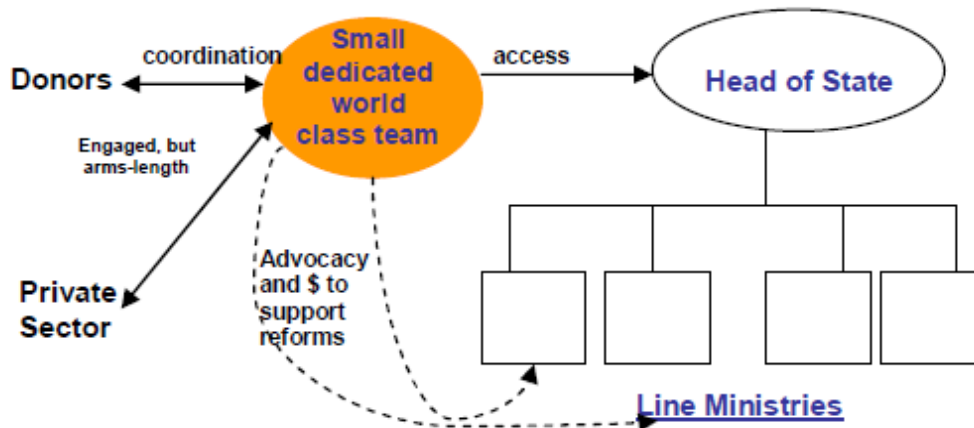 Donors
coordination
Small
dedicated
world
class team
access
Head of State
Engaged, but
arms-length
Private
Sector
Advocacy
and $ to
support
reforms
Line Ministries